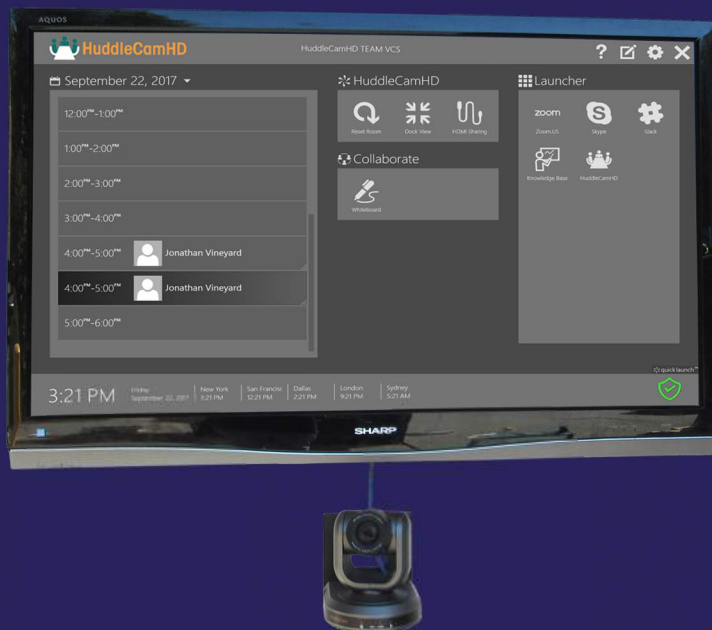 AQUOS
HuddleCamHD
HuddleCamHD TEAM VCS
?
September 22, 2017
12:00PM-1:00PM
1:00PM-2:00PM
2:00PM-3:00PM
3:00PM-4:00PM
4:00PM-5:00PM Jonathan Vineyard
4:00PM-5:00PM Jonathan Vineyard
5:00PM-6:00PM
HuddleCamHD
Reset Room
Dock View
HDMI Sharing
Collaborate
Whiteboard
Launcher
zoom
Zoom.US
S
Skype
Slack
Knowledge Base
HuddleCamHD
quick launch™
3:21 PM
Friday
September 22, 2017
New York
3:21 PM
San Francisc
12:21 PM
Dallas
2:21 PM
London
9:21 PM
Sydney
5:21 AM
SHARP